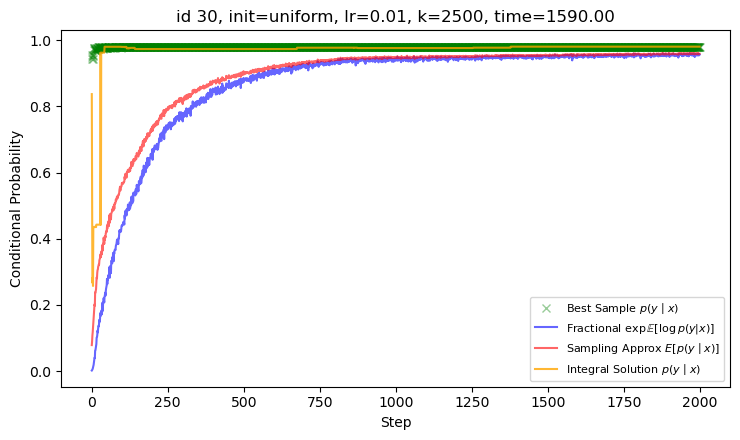 id 30, init=uniform, lr=0.01, k=2500, time=1590.00
1.0
0.8
0.6
0.4
0.2
0.0
Conditional Probability
0 250 500 750 1000 1250 1500 1750 2000
Step
Best Sample p(y | x)
Fractional exp𝔼[log p(y|x)]
Sampling Approx E[p(y | x)]
Integral Solution p(y | x)